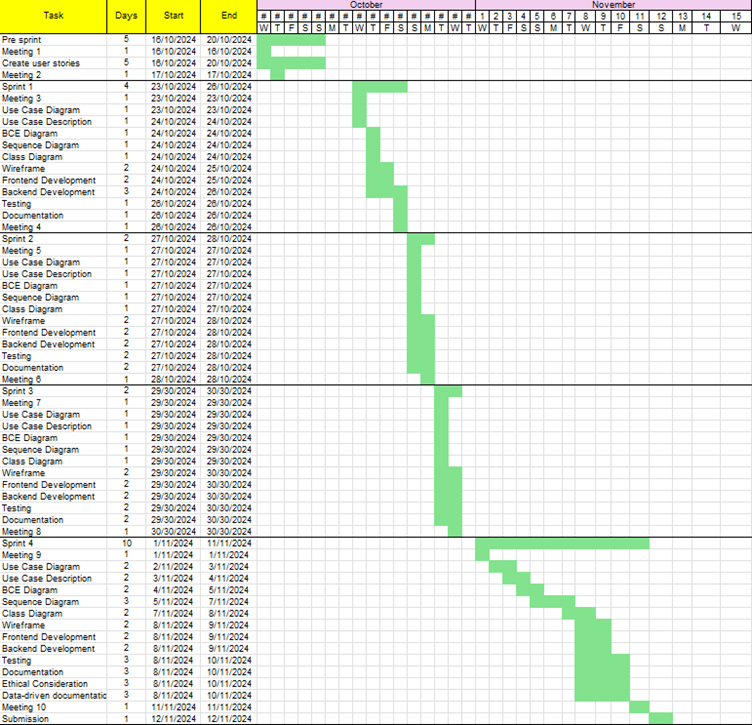 October November
Task Days Start End # # # # # # # # # # # # # # # # 1 2 3 4 5 6 7 8 9 10 11 12 13 14 15
W T F S S M T W T F S S M T W T W T F S S M T W T F S S M T W
Pre sprint 5 16/10/2024 20/10/2024
Meeting 1 1 16/10/2024 16/10/2024
Create user stories 5 16/10/2024 20/10/2024
Meeting 2 1 17/10/2024 17/10/2024
Sprint 1 4 23/10/2024 26/10/2024
Meeting 3 1 23/10/2024 23/10/2024
Use Case Diagram 1 23/10/2024 23/10/2024
Use Case Description 1 23/10/2024 23/10/2024
BCE Diagram 1 24/10/2024 24/10/2024
Sequence Diagram 1 24/10/2024 24/10/2024
Class Diagram 1 24/10/2024 24/10/2024
Wireframe 2 24/10/2024 25/10/2024
Frontend Development 2 24/10/2024 25/10/2024
Backend Development 3 24/10/2024 26/10/2024
Testing 1 26/10/2024 26/10/2024
Documentation 1 26/10/2024 26/10/2024
Meeting 4 1 26/10/2024 26/10/2024
Sprint 2 2 27/10/2024 28/10/2024
Meeting 5 1 27/10/2024 27/10/2024
Use Case Diagram 1 27/10/2024 27/10/2024
Use Case Description 1 27/10/2024 27/10/2024
BCE Diagram 1 27/10/2024 27/10/2024
Sequence Diagram 1 27/10/2024 27/10/2024
Class Diagram 1 27/10/2024 27/10/2024
Wireframe 2 27/10/2024 28/10/2024
Frontend Development 2 27/10/2024 28/10/2024
Backend Development 2 27/10/2024 28/10/2024
Testing 2 27/10/2024 28/10/2024
Documentation 2 27/10/2024 28/10/2024
Meeting 6 1 28/10/2024 28/10/2024
Sprint 3 2 29/30/2024 30/30/2024
Meeting 7 1 29/30/2024 29/30/2024
Use Case Diagram 1 29/30/2024 29/30/2024
Use Case Description 1 29/30/2024 29/30/2024
BCE Diagram 1 29/30/2024 29/30/2024
Sequence Diagram 1 29/30/2024 29/30/2024
Class Diagram 1 29/30/2024 29/30/2024
Wireframe 2 29/30/2024 30/30/2024
Frontend Development 2 29/30/2024 30/30/2024
Backend Development 2 29/30/2024 30/30/2024
Testing 2 29/30/2024 30/30/2024
Documentation 2 29/30/2024 30/30/2024
Meeting 8 1 30/30/2024 30/30/2024
Sprint 4 10 1/11/2024 11/11/2024
Meeting 9 1 1/11/2024 1/11/2024
Use Case Diagram 2 2/11/2024 3/11/2024
Use Case Description 2 3/11/2024 4/11/2024
BCE Diagram 2 4/11/2024 5/11/2024
Sequence Diagram 3 5/11/2024 7/11/2024
Class Diagram 2 7/11/2024 8/11/2024
Wireframe 2 8/11/2024 9/11/2024
Frontend Development 2 8/11/2024 9/11/2024
Backend Development 2 8/11/2024 9/11/2024
Testing 3 8/11/2024 10/11/2024
Documentation 3 8/11/2024 10/11/2024
Ethical Consideration 3 8/11/2024 10/11/2024
Data-driven documentatic 3 8/11/2024 10/11/2024
Meeting 10 1 11/11/2024 11/11/2024
Submission 1 12/11/2024 12/11/2024